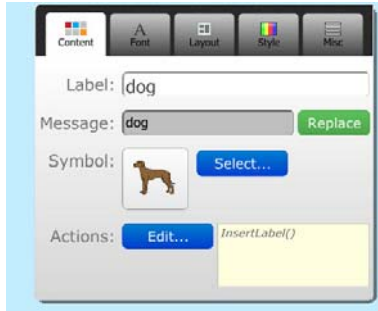 Content Font Layout Style Misc
Label: dog
Message: dog Replace
Symbol: Select...
Actions: Edit... InsertLabel()